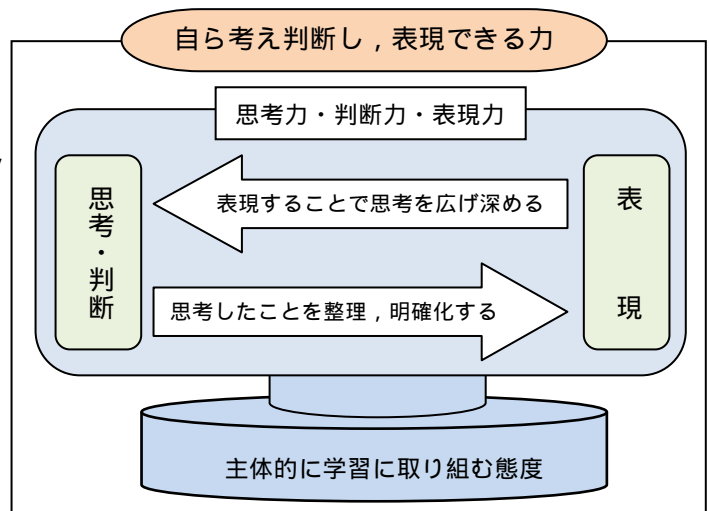 自ら考え判断し，表現できる力
思考力・判断力・表現力
思考・判断
表現することで思考を広げ深める
表現
思考したことを整理，明確化する
主体的に学習に取り組む態度